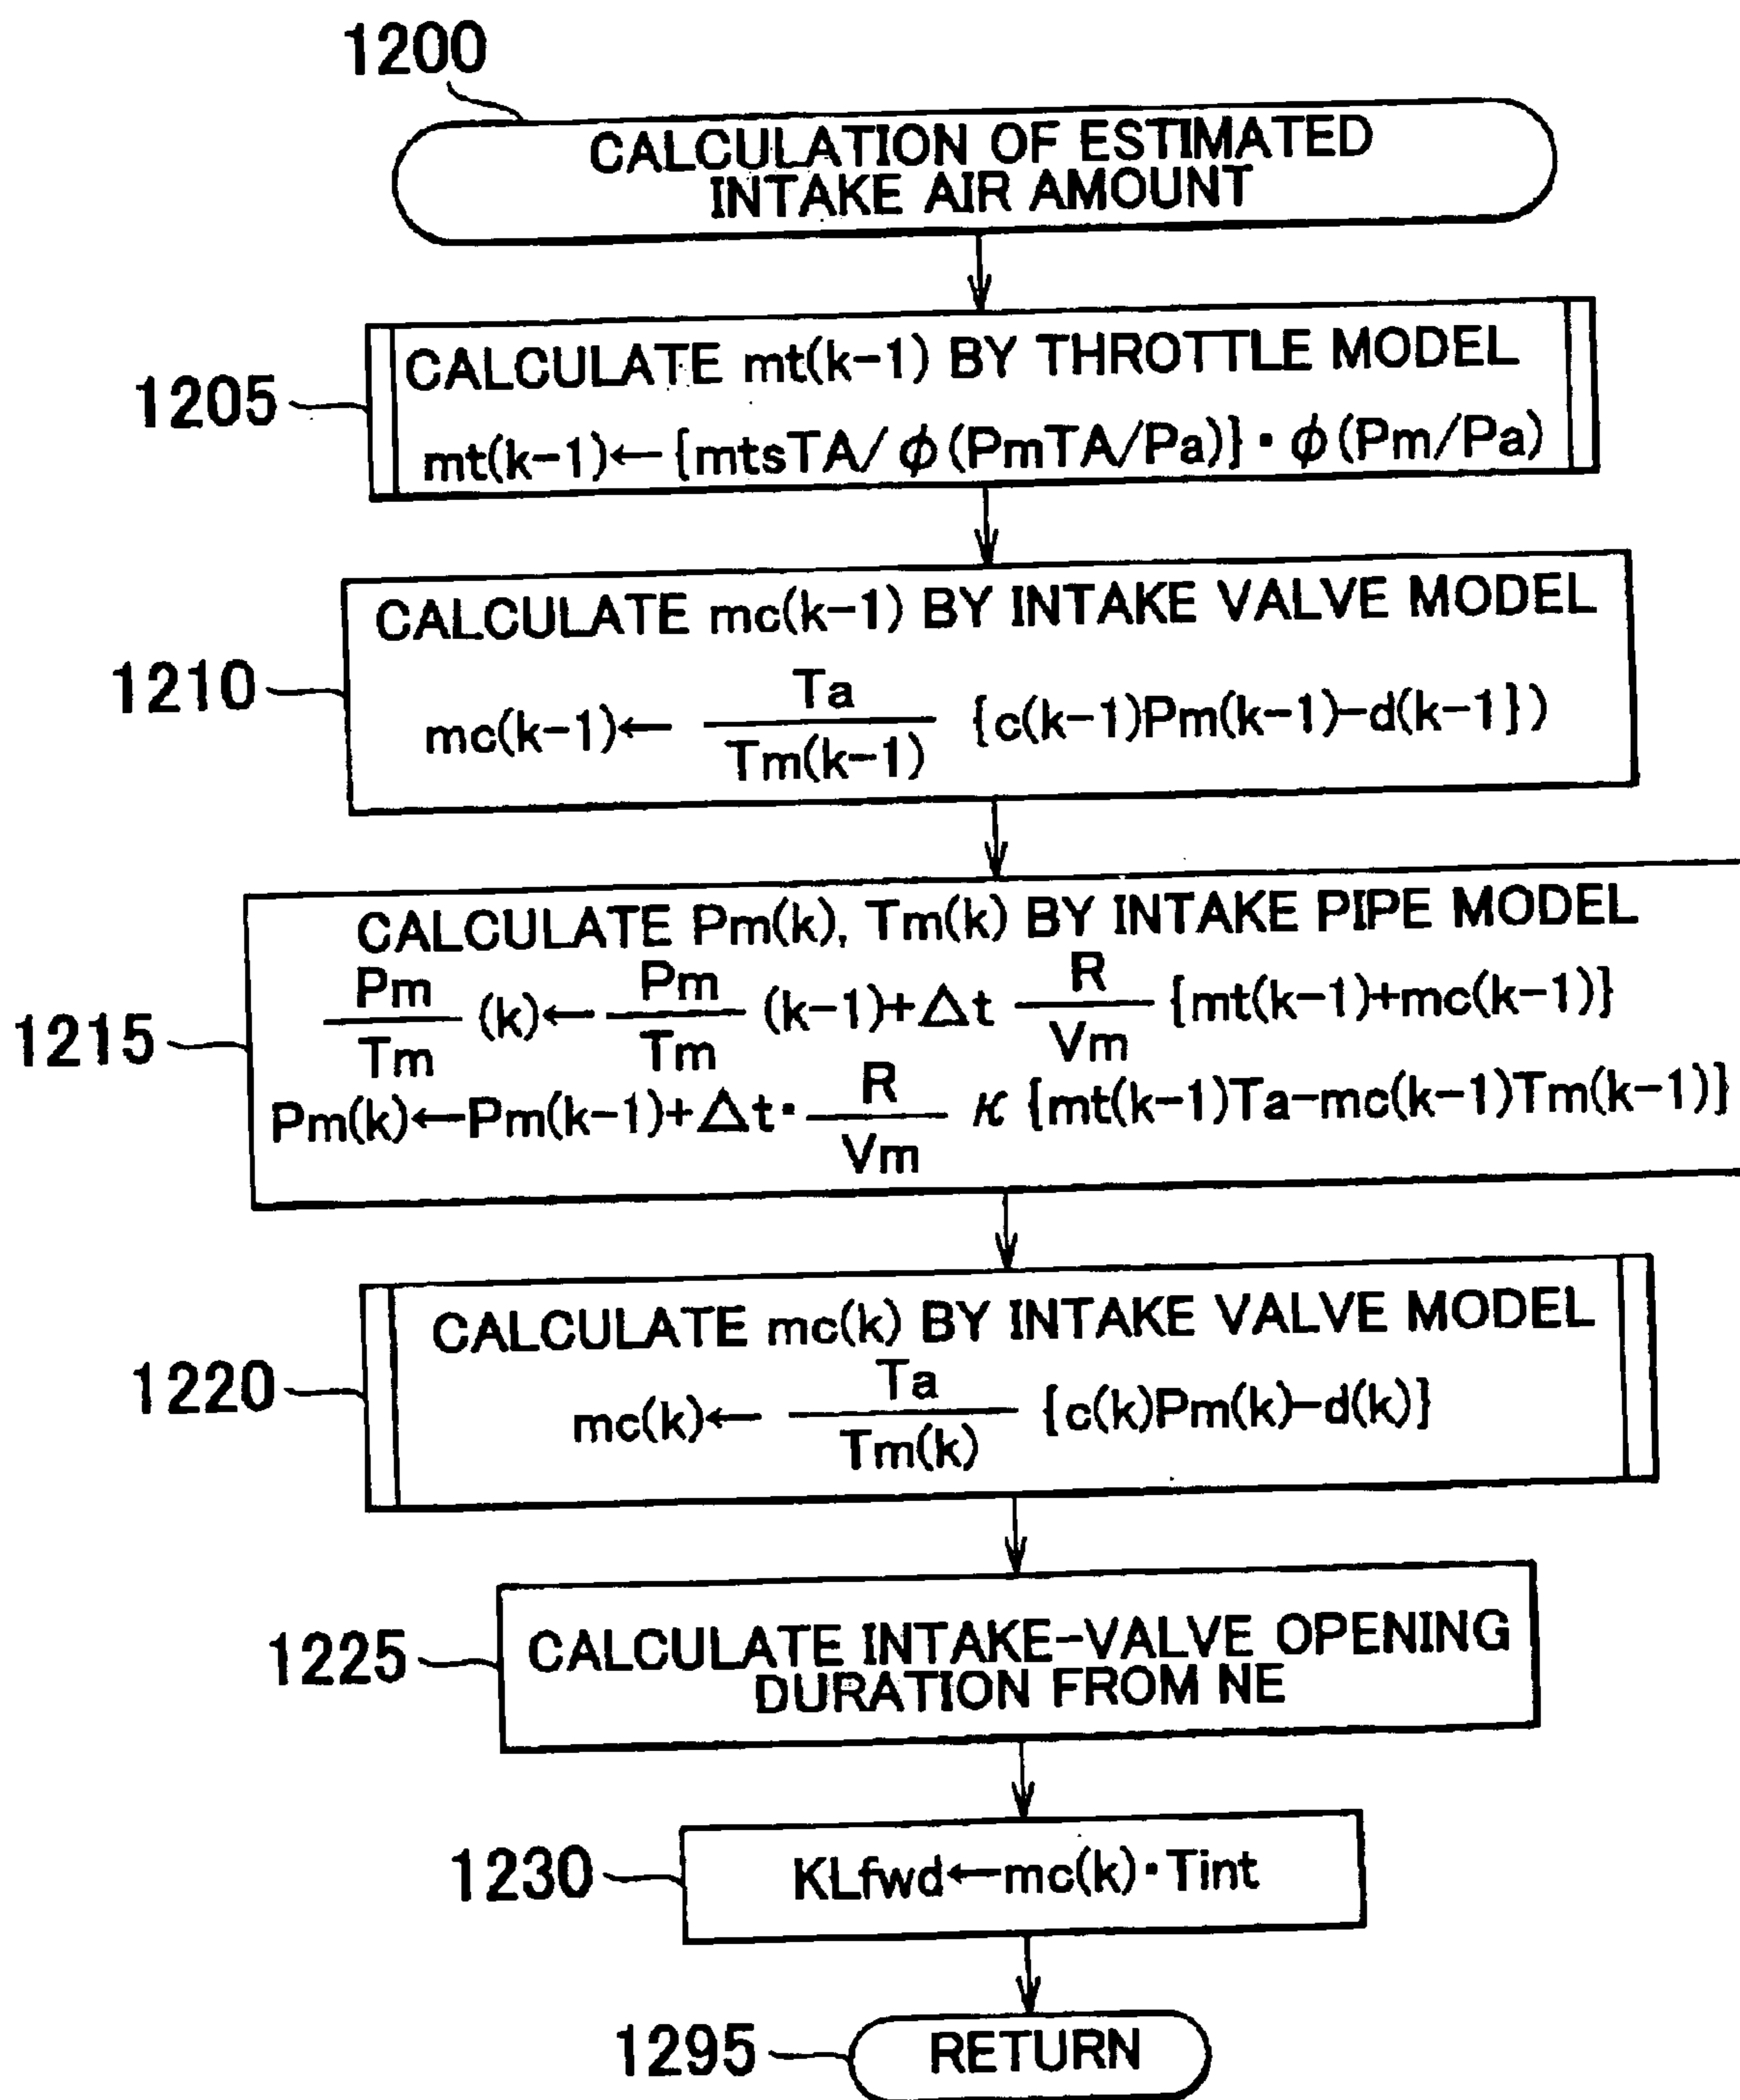 1200
CALCULATION OF ESTIMATED
INTAKE AIR AMOUNT
1205
CALCULATE mt(k-1) BY THROTTLE MODEL
mt(k-1)←{mtsTA/ϕ(PmTA/Pa)}·ϕ(Pm/Pa)
1210
CALCULATE mc(k-1) BY INTAKE VALVE MODEL
mc(k-1)← Ta/Tm(k-1) {c(k-1)Pm(k-1)-d(k-1})
1215
CALCULATE Pm(k), Tm(k) BY INTAKE PIPE MODEL
Pm/Tm (k)← Pm/Tm (k-1)+Δt R/Vm {mt(k-1)+mc(k-1)}
Pm(k)←Pm(k-1)+Δt· R/Vm κ {mt(k-1)Ta-mc(k-1)Tm(k-1)}
1220
CALCULATE mc(k) BY INTAKE VALVE MODEL
mc(k)← Ta/Tm(k) {c(k)Pm(k)-d(k)}
1225
CALCULATE INTAKE-VALVE OPENING
DURATION FROM NE
1230
KLfwd←mc(k)·Tint
1295
RETURN